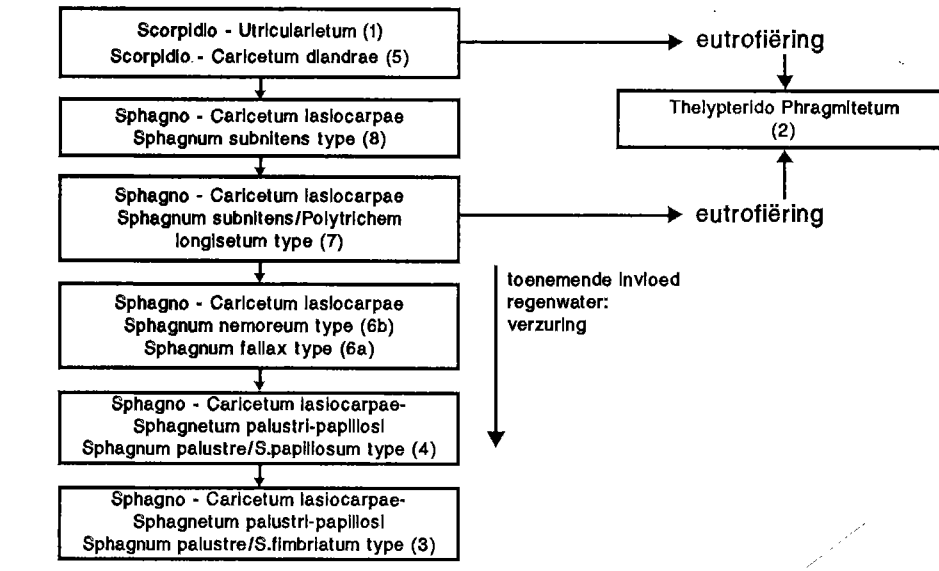 Scorpidio - Utricularietum (1)
Scorpidio - Caricetum diandrae (5)
eutrofiëring
Thelypterido Phragmitetum
(2)
Sphagno - Caricetum lasiocarpae
Sphagnum subnitens type (8)
Sphagno - Caricetum lasiocarpae
Sphagnum subnitens/Polytrichem
longisetum type (7)
eutrofiëring
toenemende invloed
regenwater:
verzuring
Sphagno - Caricetum lasiocarpae
Sphagnum nemoreum type (6b)
Sphagnum fallax type (6a)
Sphagno - Caricetum lasiocarpae-
Sphagnetum palustri-papillosi
Sphagnum palustre/S.papillosum type (4)
Sphagno - Caricetum lasiocarpae-
Sphagnetum palustri-papillosi
Sphagnum palustre/S.fimbriatum type (3)